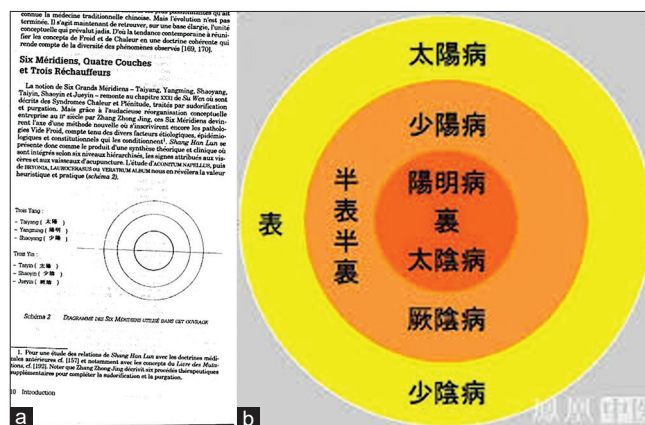 connue la médecine traditionnelle chinoise. Mais l'évolution n'est pas
terminée. Il s'agit maintenant de retrouver, sur une base élargie, l'unité
conceptuelle qui prévalut jadis. D'où la tendance contemporaine à réuni-
fier les concepts de Froid et de Chaleur en une doctrine cohérente qui
rende compte de la diversité des phénomènes observés [169, 170].
Six Méridiens, Quatre Couches
et Trois Réchauffeurs
La notion de Six Grands Méridiens – Taiyang, Yangming, Shaoyang,
Taiyin, Shaoyin et Jueyin – remonte au chapitre XXXI de Su Wen où sont
décrits des Syndromes Chaleur et Plénitude, traités par sudorification
et purgation. Mais grâce à l'audacieuse réorganisation conceptuelle
entreprise au IIe siècle par Zhang Zhong Jing, ces Six Méridiens devin-
rent l'axe d'une méthode nouvelle où s'inscrivirent encore les patholo-
gies Vide Froid, compte tenu des divers facteurs étiologiques, épidémio-
logiques et constitutionnels qui les conditionnent1. Shang Han Lun se
présente donc comme le produit d'une synthèse théorique et clinique où
sont intégrés selon six niveaux hiérarchisés, les signes attribués aux vis-
cères et aux vaisseaux d'acupuncture. L'étude d'ACONITUM NAPELLUS, puis
de BRYONIA, LAUROCERASUS ou VERATRUM ALBUM nous en révélera la valeur
heuristique et pratique (schéma 2).
Trois Yang :
– Taiyang ( 太陽 )
– Yangming ( 陽明 )
– Shaoyang ( 少陽 )
Trois Yin :
– Taiyin ( 太陰 )
– Shaoyin ( 少陰 )
– Jueyin ( 厥陰 )
Schéma 2 DIAGRAMME DES SIX MÉRIDIENS UTILISÉ DANS CET OUVRAGE
1. Pour une étude des relations de Shang Han Lun avec les doctrines médi-
cales antérieures cf. [157] et notamment avec les concepts du Livre des Muta-
tions, cf. [192]. Noter que Zhang Zhong Jing décrivit six procédés thérapeutiques
supplémentaires pour compléter la sudorification et la purgation.
10 Introduction
a
太陽病
少陽病
陽明病
裏
太陰病
厥陰病
少陰病
半表半裏
表
鳳凰中医
b